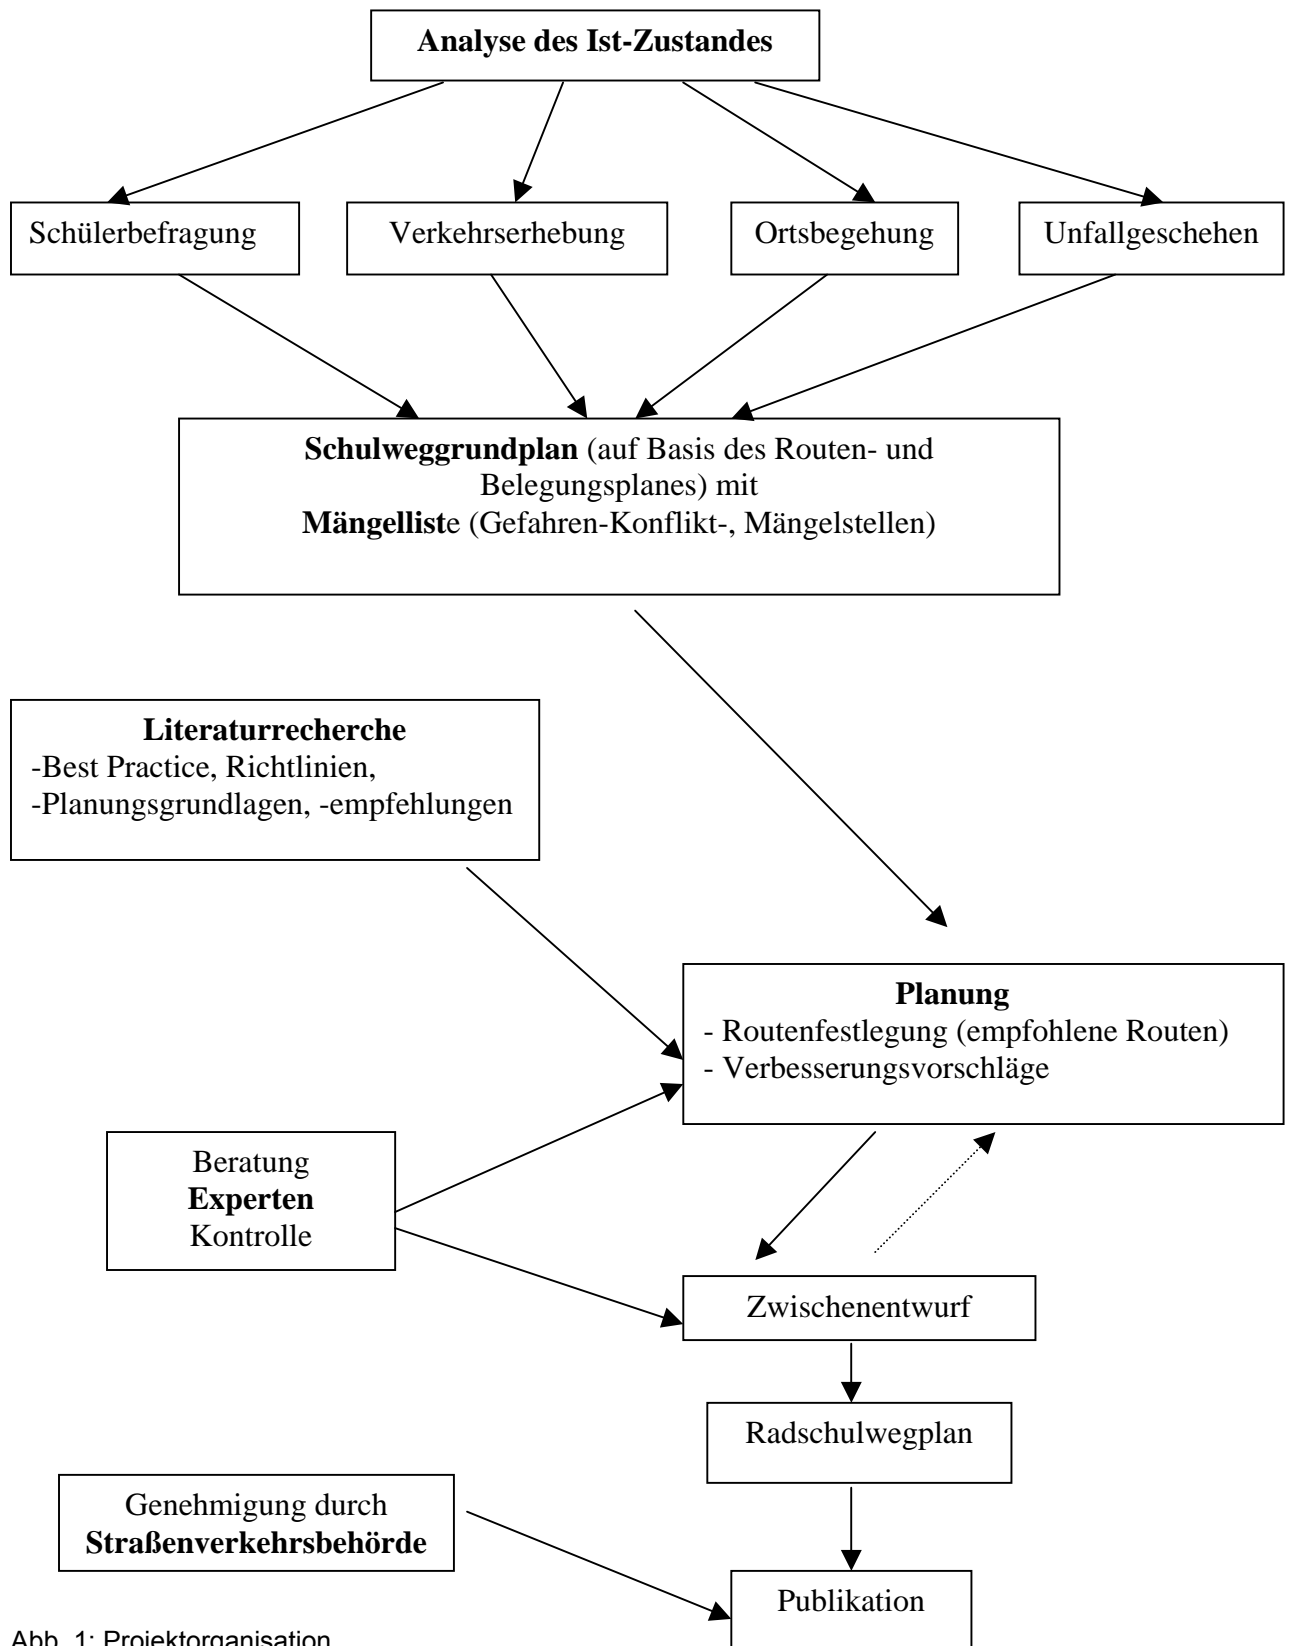 Analyse des Ist-Zustandes
Schülerbefragung
Verkehrserhebung
Ortsbegehung
Unfallgeschehen
Schulweggrundplan (auf Basis des Routen- und
Belegungsplanes) mit
Mängelliste (Gefahren-Konflikt-, Mängelstellen)
Literaturrecherche
-Best Practice, Richtlinien,
-Planungsgrundlagen, -empfehlungen
Planung
- Routenfestlegung (empfohlene Routen)
- Verbesserungsvorschläge
Beratung
Experten
Kontrolle
Zwischenentwurf
Radschulwegplan
Genehmigung durch
Straßenverkehrsbehörde
Publikation
Abb. 1: Projektorganisation